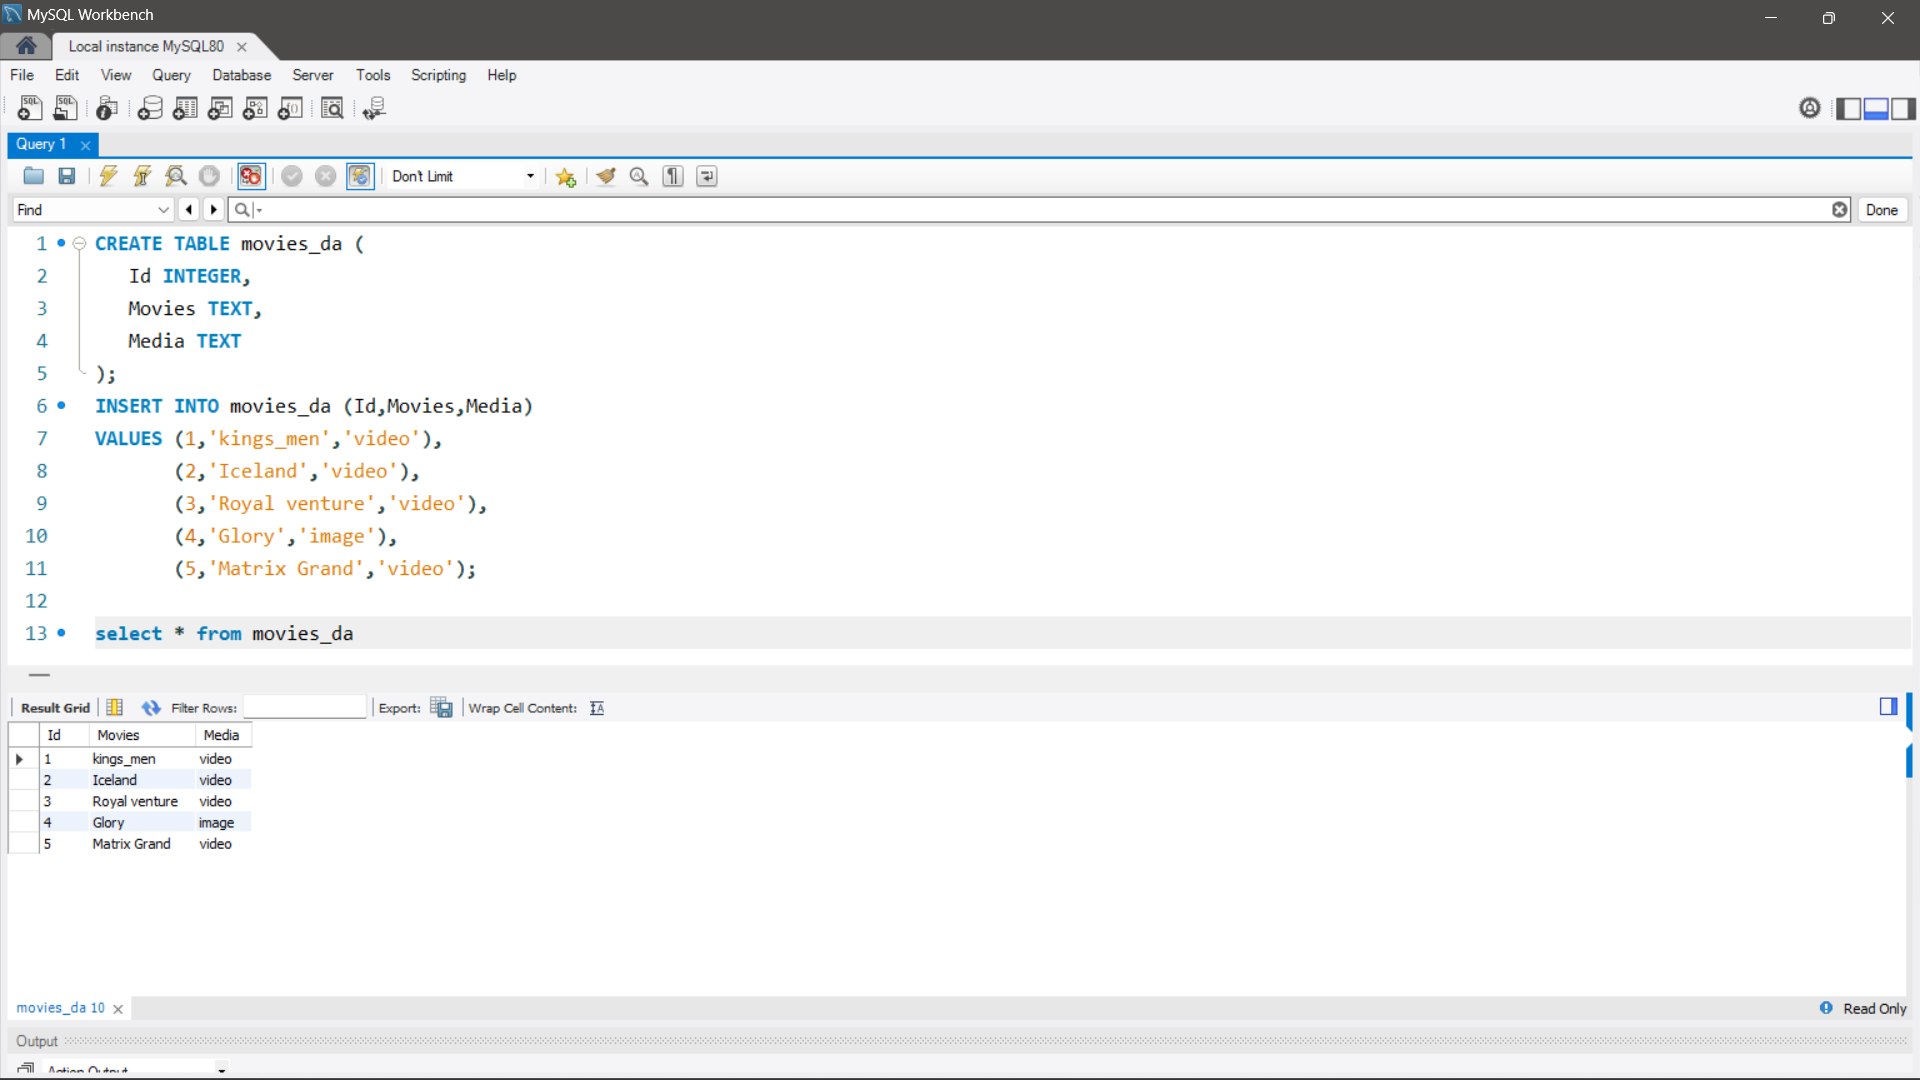 MySQL Workbench
Local instance MySQL80
File Edit View Query Database Server Tools Scripting Help
Query 1
Don't Limit
Find
Done
1 CREATE TABLE movies_da (
2 Id INTEGER,
3 Movies TEXT,
4 Media TEXT
5 );
6 INSERT INTO movies_da (Id,Movies,Media)
7 VALUES (1,'kings_men','video'),
8 (2,'Iceland','video'),
9 (3,'Royal venture','video'),
10 (4,'Glory','image'),
11 (5,'Matrix Grand','video');
12
13 select * from movies_da
Result Grid Filter Rows: Export: Wrap Cell Content:
Id Movies Media
1 kings_men video
2 Iceland video
3 Royal venture video
4 Glory image
5 Matrix Grand video
movies_da 10
Read Only
Output
Action Output